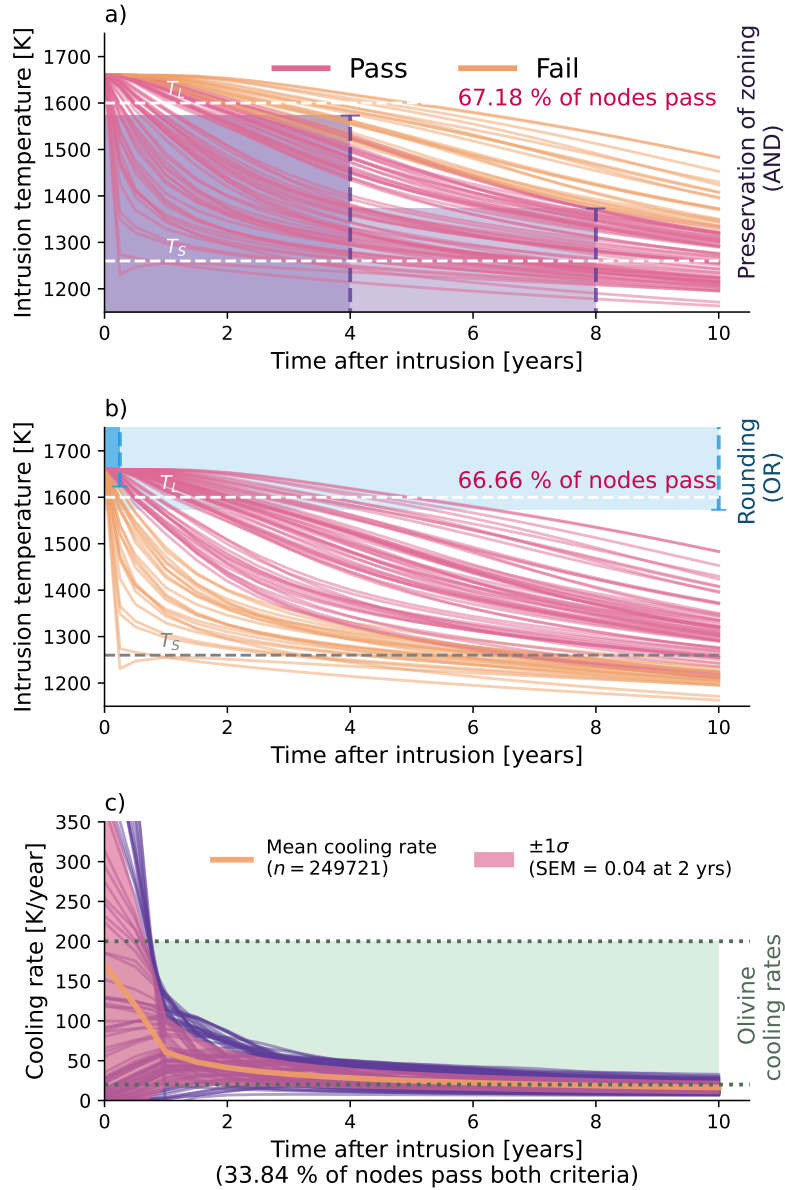 a)
Intrusion temperature [K]
1700
1600
1500
1400
1300
1200
Pass
Fail
67.18 % of nodes pass
T_L
T_S
0 2 4 6 8 10
Time after intrusion [years]
Preservation of zoning
(AND)
b)
Intrusion temperature [K]
1700
1600
1500
1400
1300
1200
66.66 % of nodes pass
T_L
T_S
0 2 4 6 8 10
Time after intrusion [years]
Rounding
(OR)
c)
Cooling rate [K/year]
350
300
250
200
150
100
50
0
Mean cooling rate
(n = 249721)
±1σ
(SEM = 0.04 at 2 yrs)
0 2 4 6 8 10
Time after intrusion [years]
(33.84 % of nodes pass both criteria)
Olivine
cooling rates